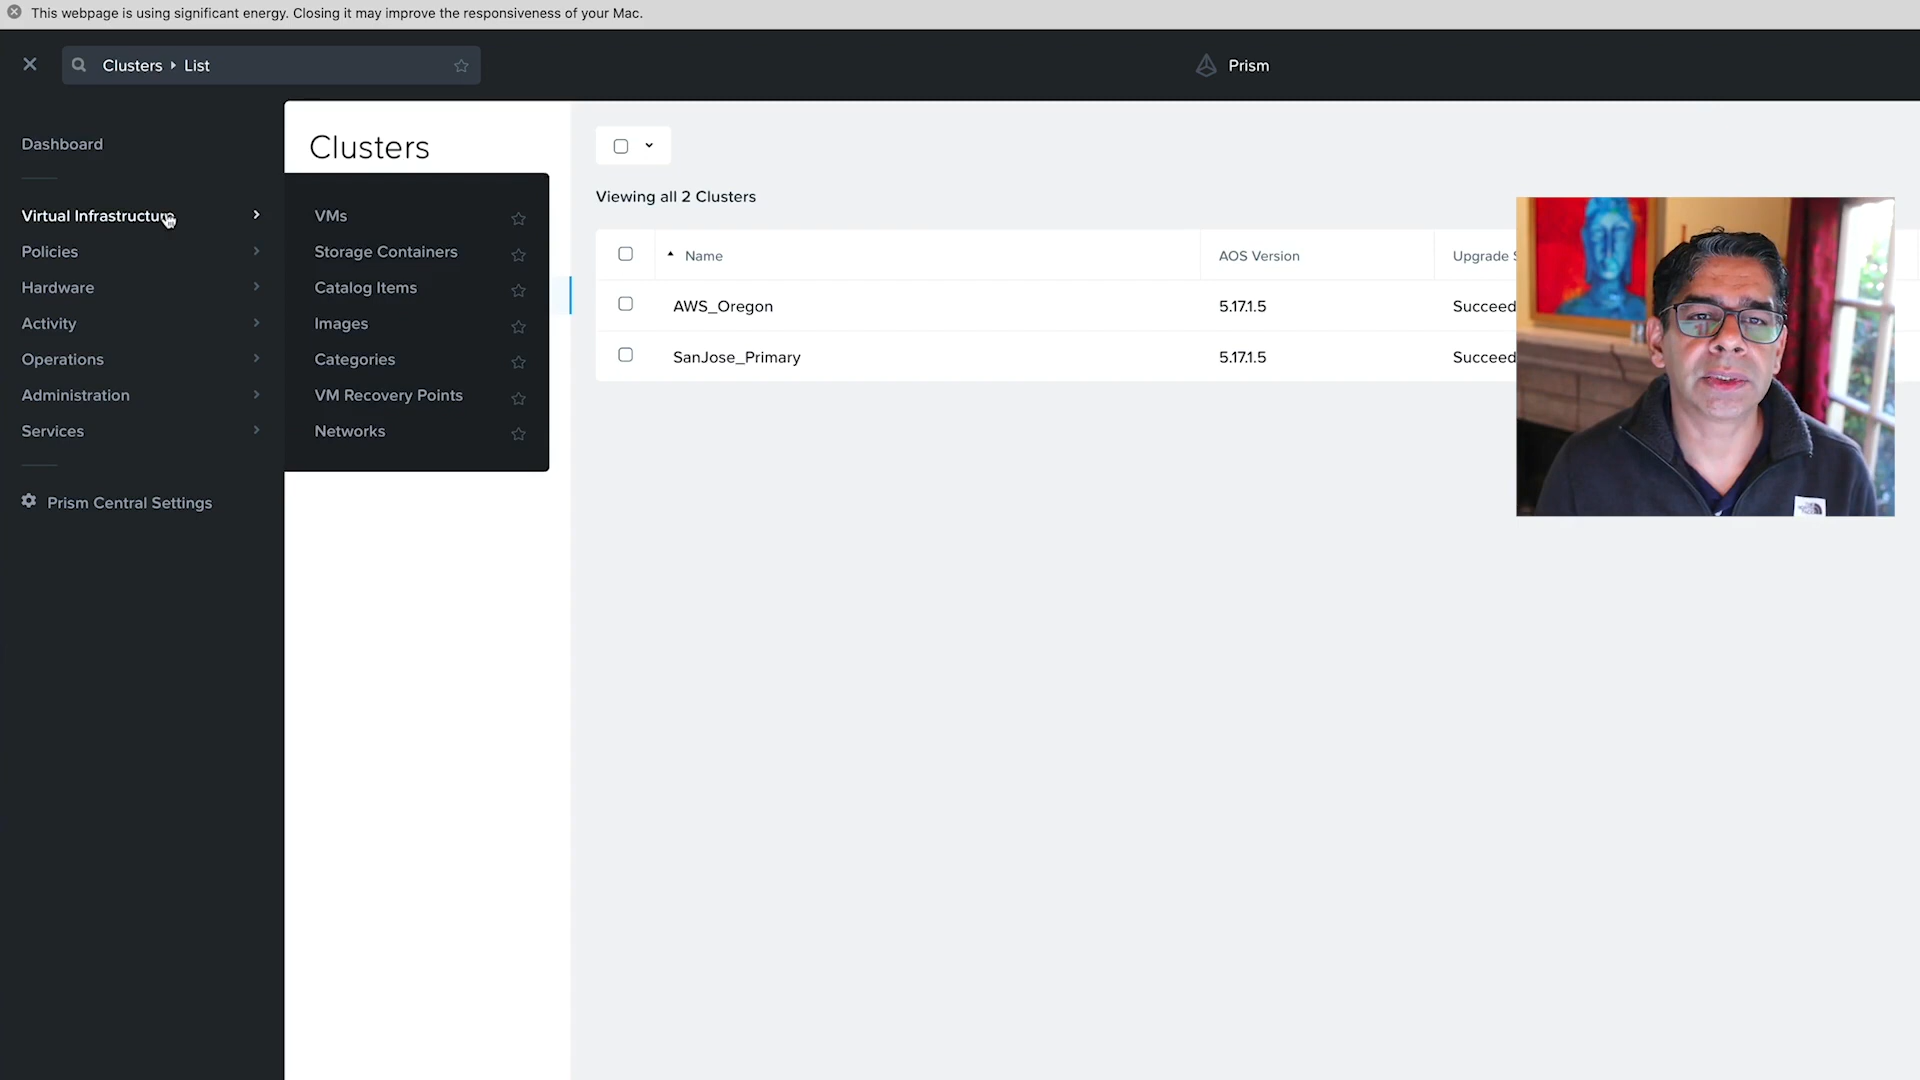 This webpage is using significant energy. Closing it may improve the responsiveness of your Mac.
Clusters ▸ List
Prism
Dashboard
Virtual Infrastructure
Policies
Hardware
Activity
Operations
Administration
Services
Prism Central Settings
Clusters
VMs
Storage Containers
Catalog Items
Images
Categories
VM Recovery Points
Networks
Viewing all 2 Clusters
Name AOS Version Upgrade S
AWS_Oregon 5.17.1.5 Succeed
SanJose_Primary 5.17.1.5 Succeed